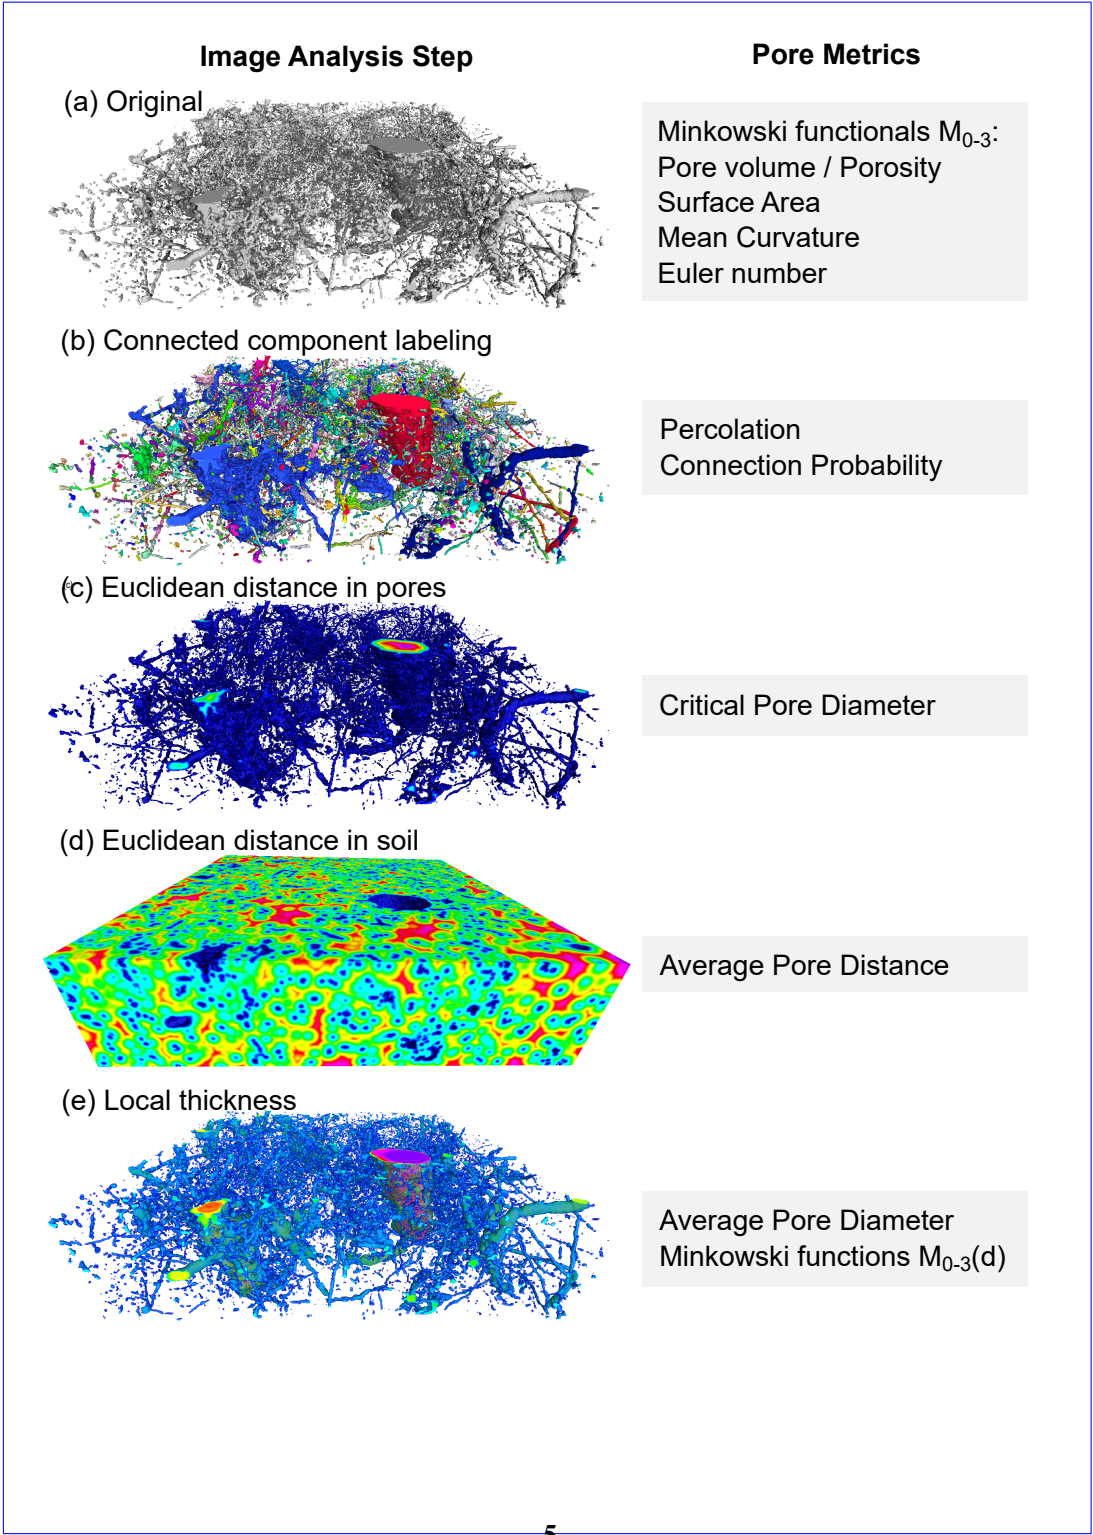 Image Analysis Step
Pore Metrics
(a) Original
Minkowski functionals M0-3:
Pore volume / Porosity
Surface Area
Mean Curvature
Euler number
(b) Connected component labeling
Percolation
Connection Probability
(c) Euclidean distance in pores
Critical Pore Diameter
(d) Euclidean distance in soil
Average Pore Distance
(e) Local thickness
Average Pore Diameter
Minkowski functions M0-3(d)
5